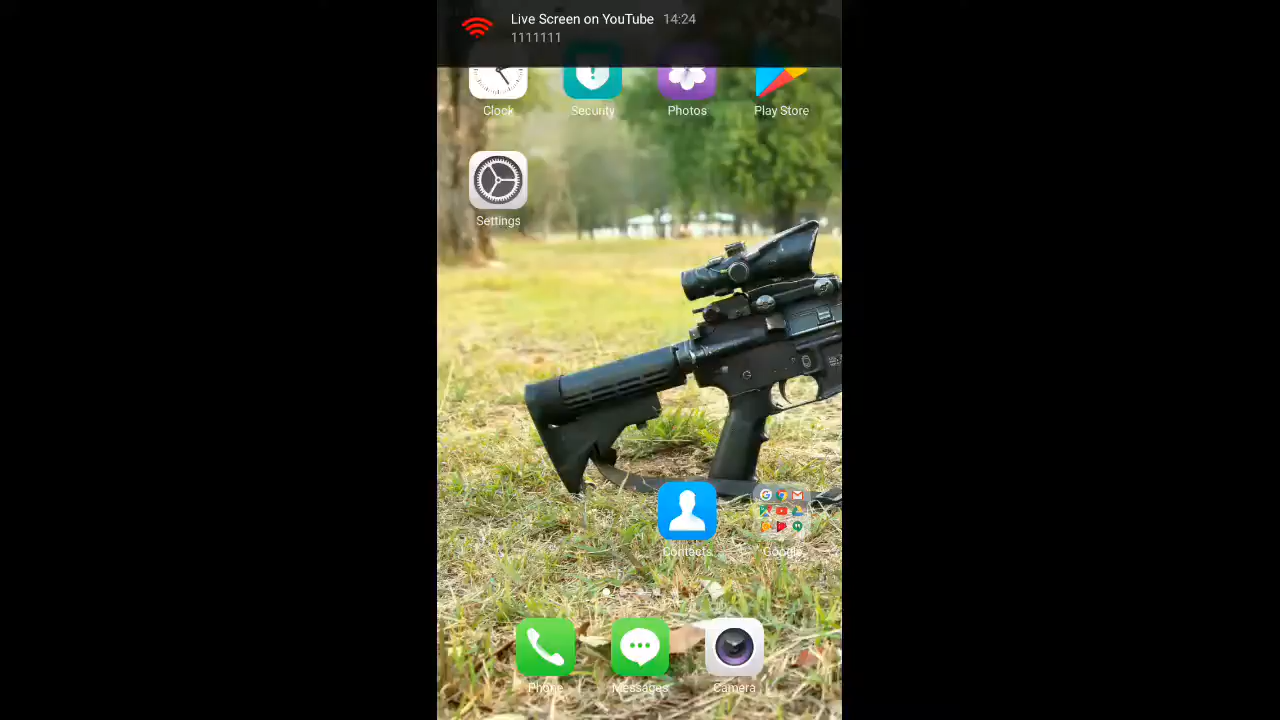 Live Screen on YouTube 14:24
1111111
Clock Security Photos Play Store
Settings
Contacts Google
Phone Messages Camera